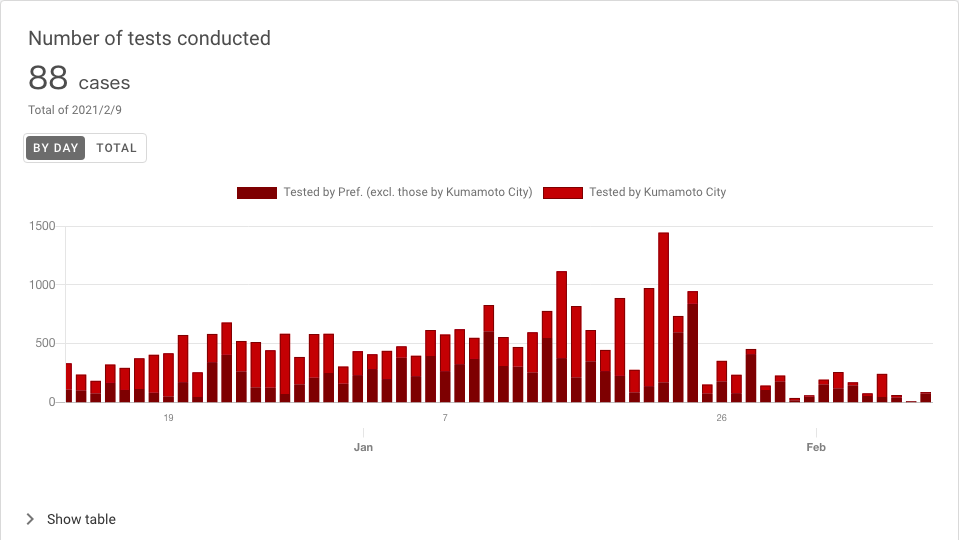 Number of tests conducted
88 cases
Total of 2021/2/9
BY DAY TOTAL
Tested by Pref. (excl. those by Kumamoto City) Tested by Kumamoto City
1500
1000
500
0
19 7 26
Jan Feb
Show table